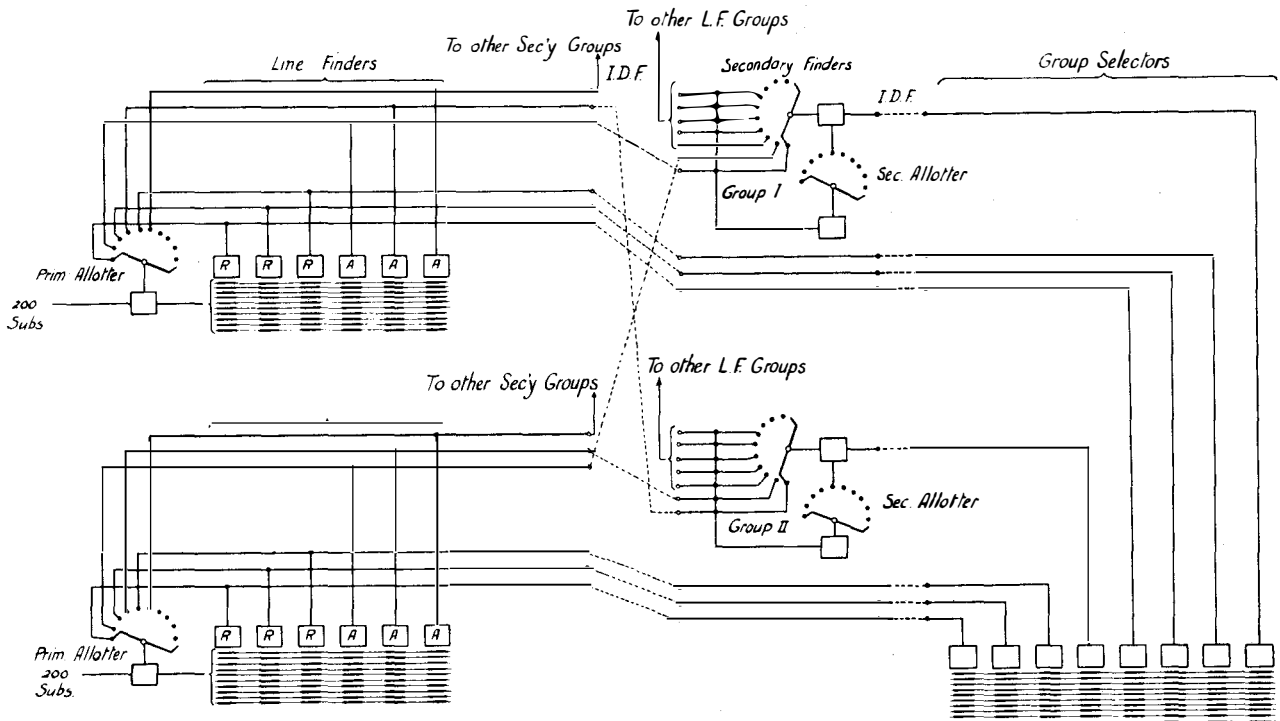 To other L.F. Groups
To other Sec'y Groups
I.D.F.
Line Finders
Secondary Finders
Group Selectors
I.D.F.
Sec. Allotter
Group I
Prim Allotter
R R R A A A
200
Subs
To other L.F. Groups
To other Sec'y Groups
Sec. Allotter
Group II
R R R A A A
Prim Allotter
200
Subs.